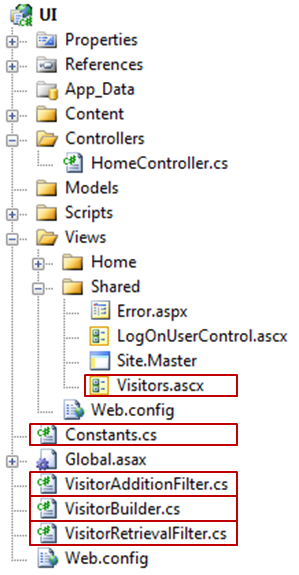 UI
Properties
References
App_Data
Content
Controllers
HomeController.cs
Models
Scripts
Views
Home
Shared
Error.aspx
LogOnUserControl.ascx
Site.Master
Visitors.ascx
Web.config
Constants.cs
Global.asax
VisitorAdditionFilter.cs
VisitorBuilder.cs
VisitorRetrievalFilter.cs
Web.config